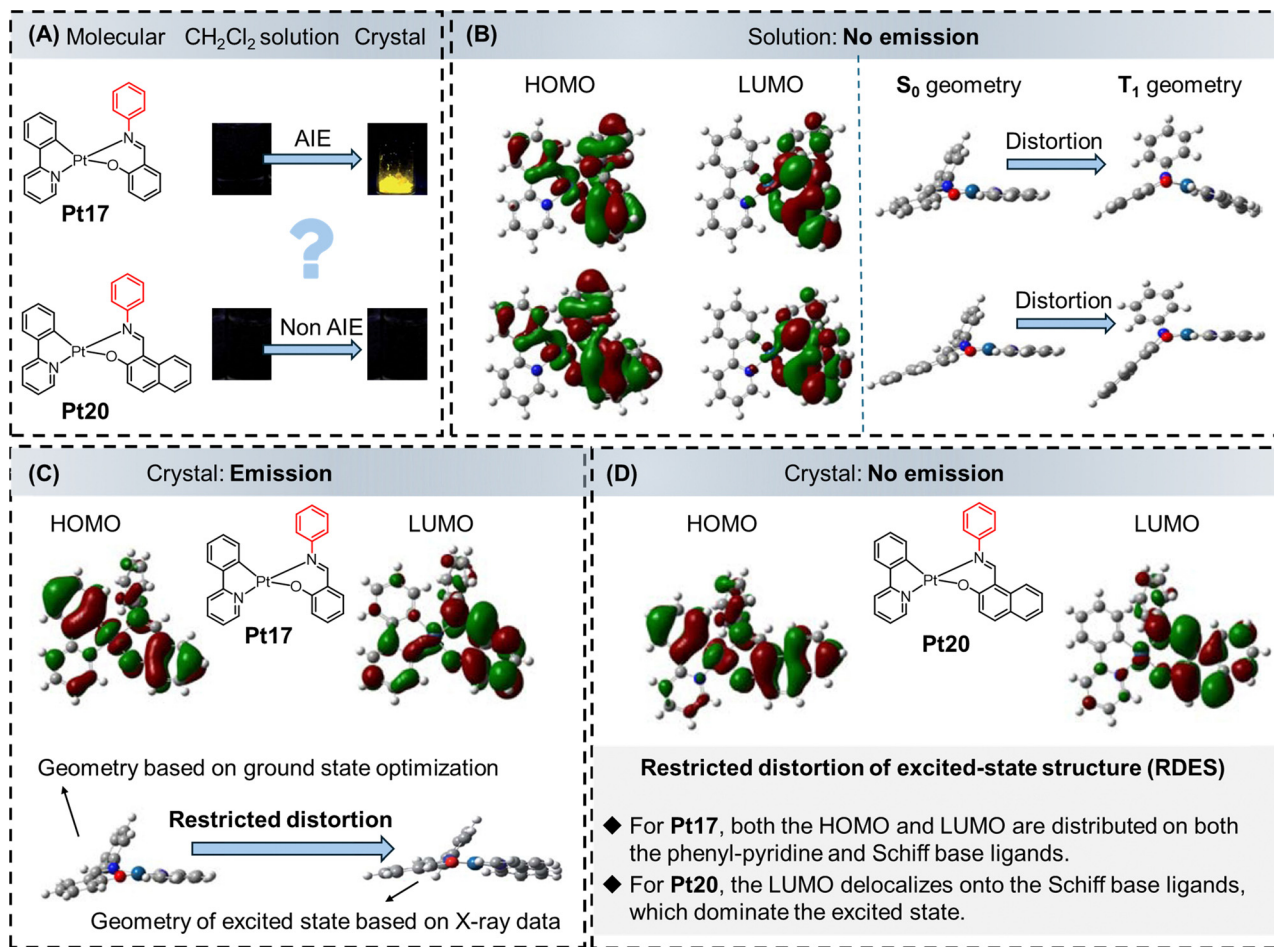 (A) Molecular CH₂Cl₂ solution Crystal
N
Pt
O
N
Pt17
AIE
?
N
Pt
O
N
Pt20
Non AIE
(B) Solution: No emission
HOMO LUMO S₀ geometry T₁ geometry
Distortion
Distortion
(C) Crystal: Emission
HOMO LUMO
N
Pt
O
N
Pt17
Geometry based on ground state optimization
Restricted distortion
Geometry of excited state based on X-ray data
(D) Crystal: No emission
HOMO LUMO
N
Pt
O
N
Pt20
Restricted distortion of excited-state structure (RDES)
◆ For Pt17, both the HOMO and LUMO are distributed on both
the phenyl-pyridine and Schiff base ligands.
◆ For Pt20, the LUMO delocalizes onto the Schiff base ligands,
which dominate the excited state.